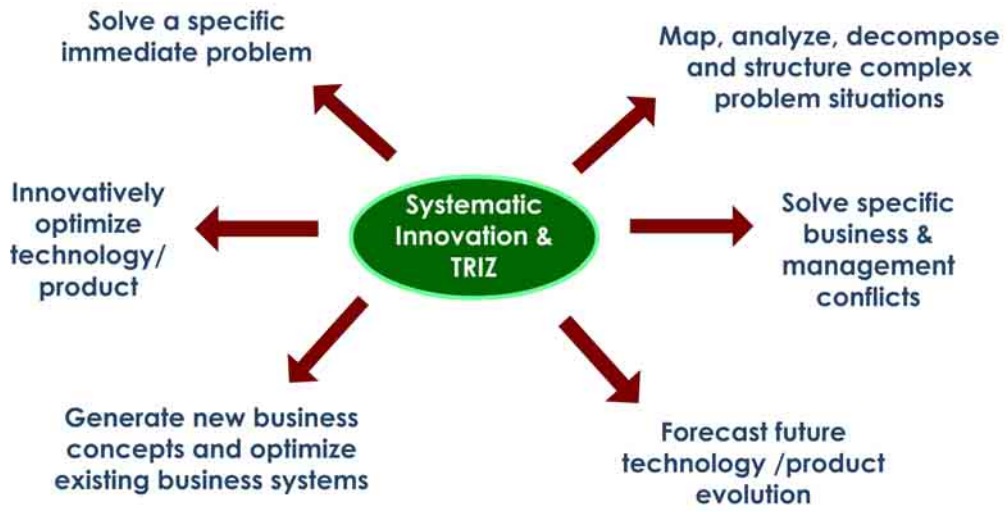 Solve a specific
immediate problem
Map, analyze, decompose
and structure complex
problem situations
Innovatively
optimize
technology/
product
Systematic
Innovation &
TRIZ
Solve specific
business &
management
conflicts
Generate new business
concepts and optimize
existing business systems
Forecast future
technology /product
evolution